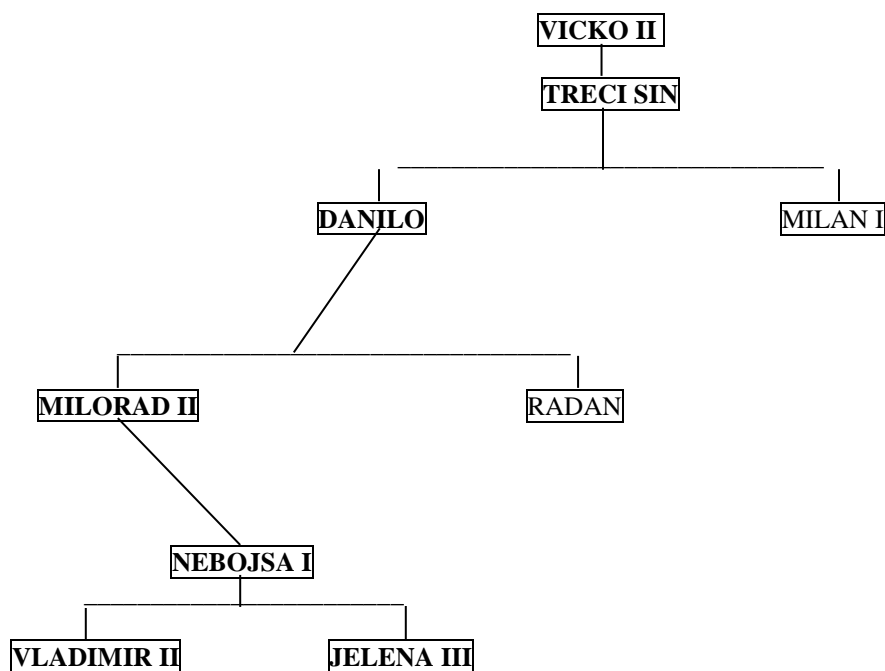 VICKO II
TRECI SIN
DANILO MILAN I
MILORAD II RADAN
NEBOJSA I
VLADIMIR II JELENA III